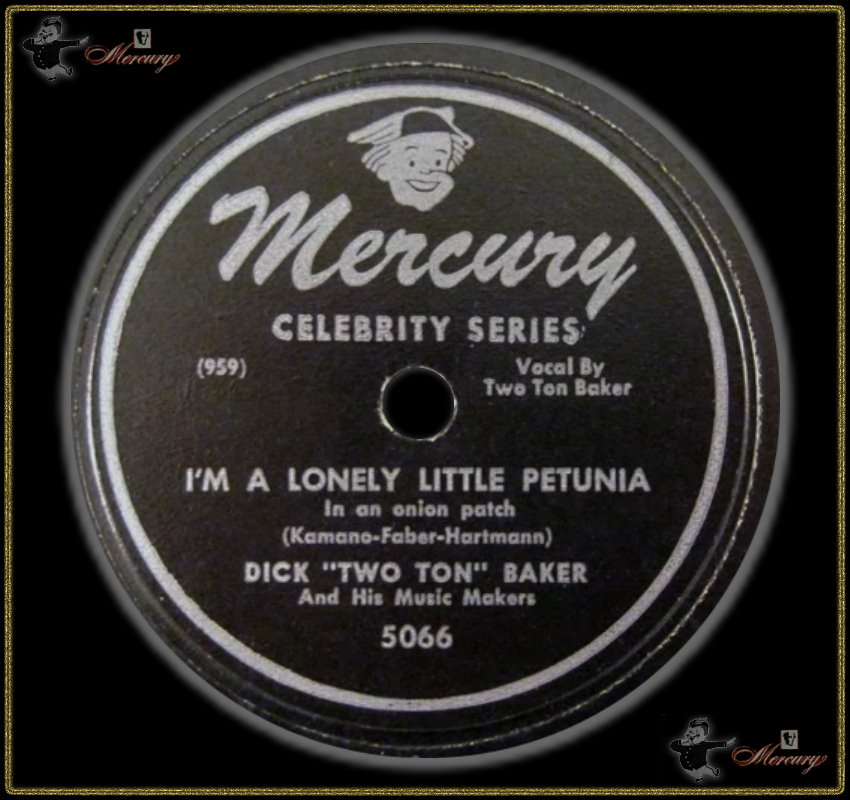 Mercury
Mercury
CELEBRITY SERIES
(959)
Vocal By
Two Ton Baker
I'M A LONELY LITTLE PETUNIA
In an onion patch
(Kamano-Faber-Hartmann)
DICK "TWO TON" BAKER
And His Music Makers
5066
Mercury